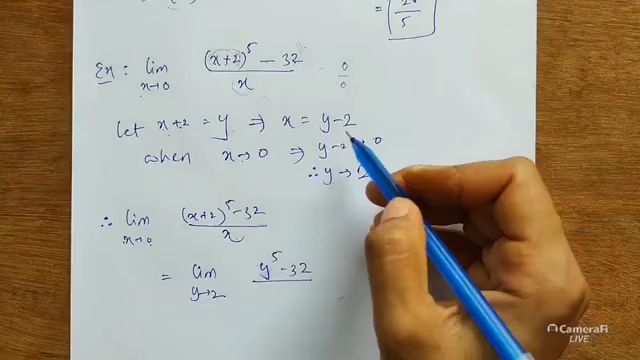 = 20/5
Ex: lim x→0 ((x+2)^5 - 32)/x 0/0
let x+2 = y ⇒ x = y-2
when x→0 ⇒ y-2→0
∴ y → 2
∴ lim x→0 ((x+2)^5 - 32)/x
= lim y→2 y^5 - 32
CameraFi
LIVE